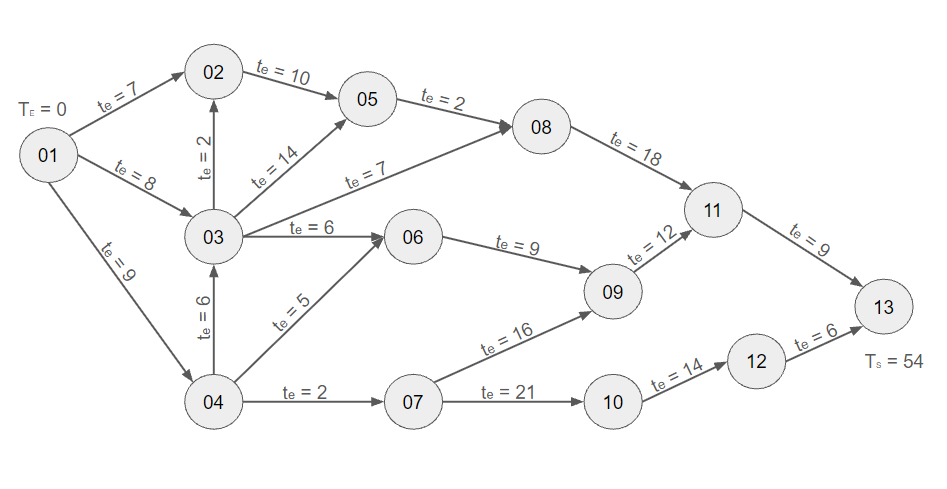 02
tₑ = 10
tₑ = 7
05
tₑ = 2
Tᴇ = 0
08
01
tₑ = 2
tₑ = 14
tₑ = 18
tₑ = 8
tₑ = 7
11
03
tₑ = 6
06
tₑ = 9
tₑ = 12
tₑ = 9
tₑ = 9
09
13
tₑ = 6
tₑ = 5
tₑ = 16
tₑ = 6
12
Tₛ = 54
tₑ = 14
04
tₑ = 2
07
tₑ = 21
10